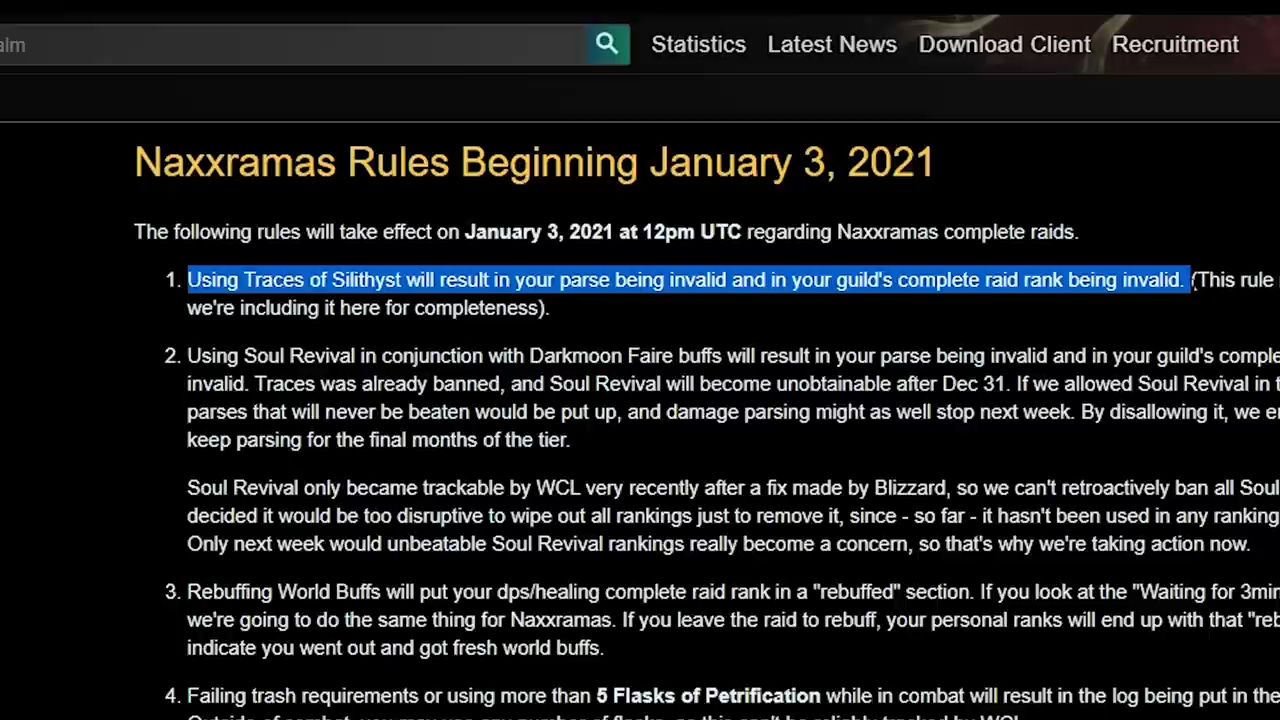 alm Statistics Latest News Download Client Recruitment
Naxxramas Rules Beginning January 3, 2021
The following rules will take effect on January 3, 2021 at 12pm UTC regarding Naxxramas complete raids.
1. Using Traces of Silithyst will result in your parse being invalid and in your guild's complete raid rank being invalid. (This rule
we're including it here for completeness).
2. Using Soul Revival in conjunction with Darkmoon Faire buffs will result in your parse being invalid and in your guild's comple
invalid. Traces was already banned, and Soul Revival will become unobtainable after Dec 31. If we allowed Soul Revival in t
parses that will never be beaten would be put up, and damage parsing might as well stop next week. By disallowing it, we e
keep parsing for the final months of the tier.
Soul Revival only became trackable by WCL very recently after a fix made by Blizzard, so we can't retroactively ban all Soul
decided it would be too disruptive to wipe out all rankings just to remove it, since - so far - it hasn't been used in any ranking
Only next week would unbeatable Soul Revival rankings really become a concern, so that's why we're taking action now.
3. Rebuffing World Buffs will put your dps/healing complete raid rank in a "rebuffed" section. If you look at the "Waiting for 3min
we're going to do the same thing for Naxxramas. If you leave the raid to rebuff, your personal ranks will end up with that "reb
indicate you went out and got fresh world buffs.
4. Failing trash requirements or using more than 5 Flasks of Petrification while in combat will result in the log being put in the